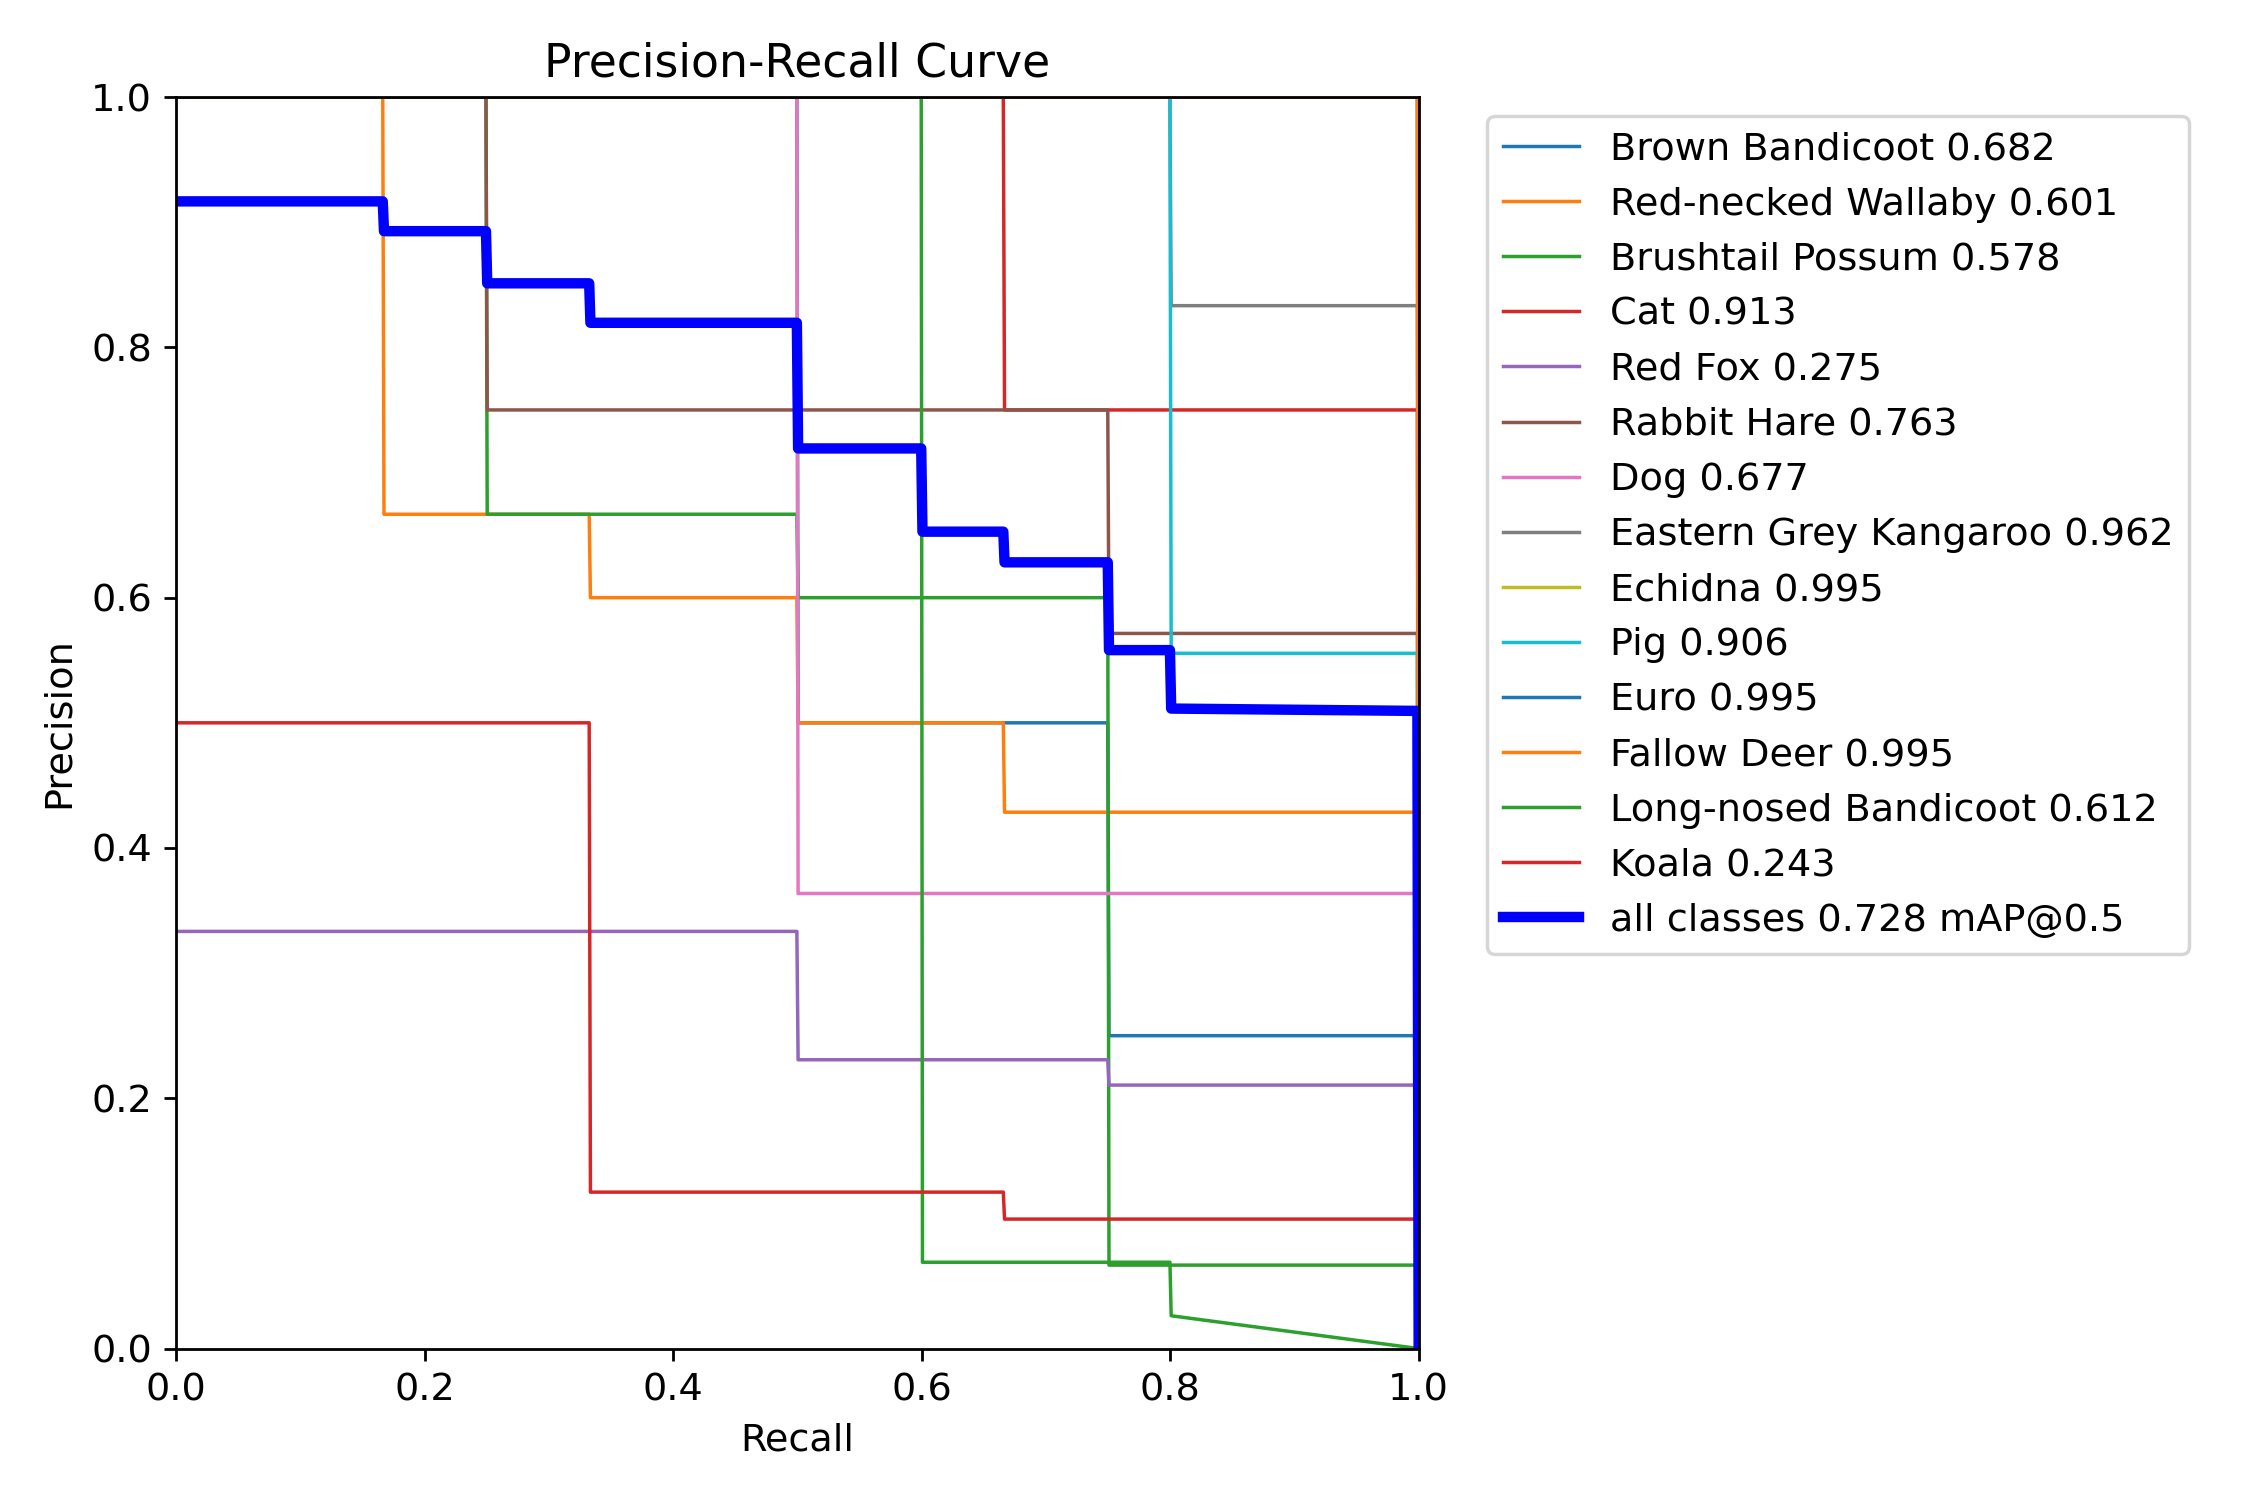 Precision-Recall Curve
1.0
0.8
0.6
0.4
0.2
0.0
Precision
0.0 0.2 0.4 0.6 0.8 1.0
Recall
Brown Bandicoot 0.682
Red-necked Wallaby 0.601
Brushtail Possum 0.578
Cat 0.913
Red Fox 0.275
Rabbit Hare 0.763
Dog 0.677
Eastern Grey Kangaroo 0.962
Echidna 0.995
Pig 0.906
Euro 0.995
Fallow Deer 0.995
Long-nosed Bandicoot 0.612
Koala 0.243
all classes 0.728 mAP@0.5